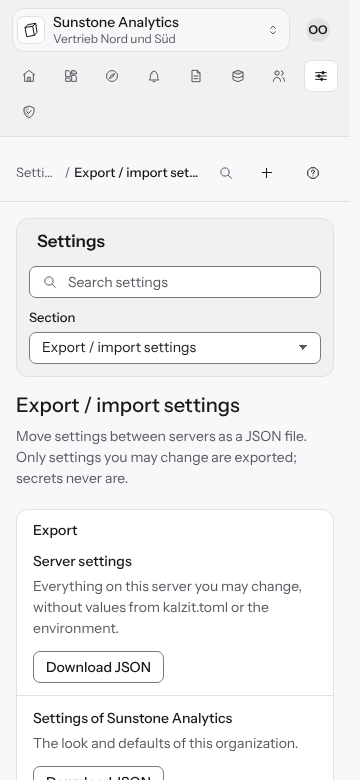 Sunstone Analytics
Vertrieb Nord und Süd
OO
Setti... / Export / import set...
Settings
Search settings
Section
Export / import settings
Export / import settings
Move settings between servers as a JSON file.
Only settings you may change are exported;
secrets never are.
Export
Server settings
Everything on this server you may change,
without values from kalzit.toml or the
environment.
Download JSON
Settings of Sunstone Analytics
The look and defaults of this organization.
Download JSON